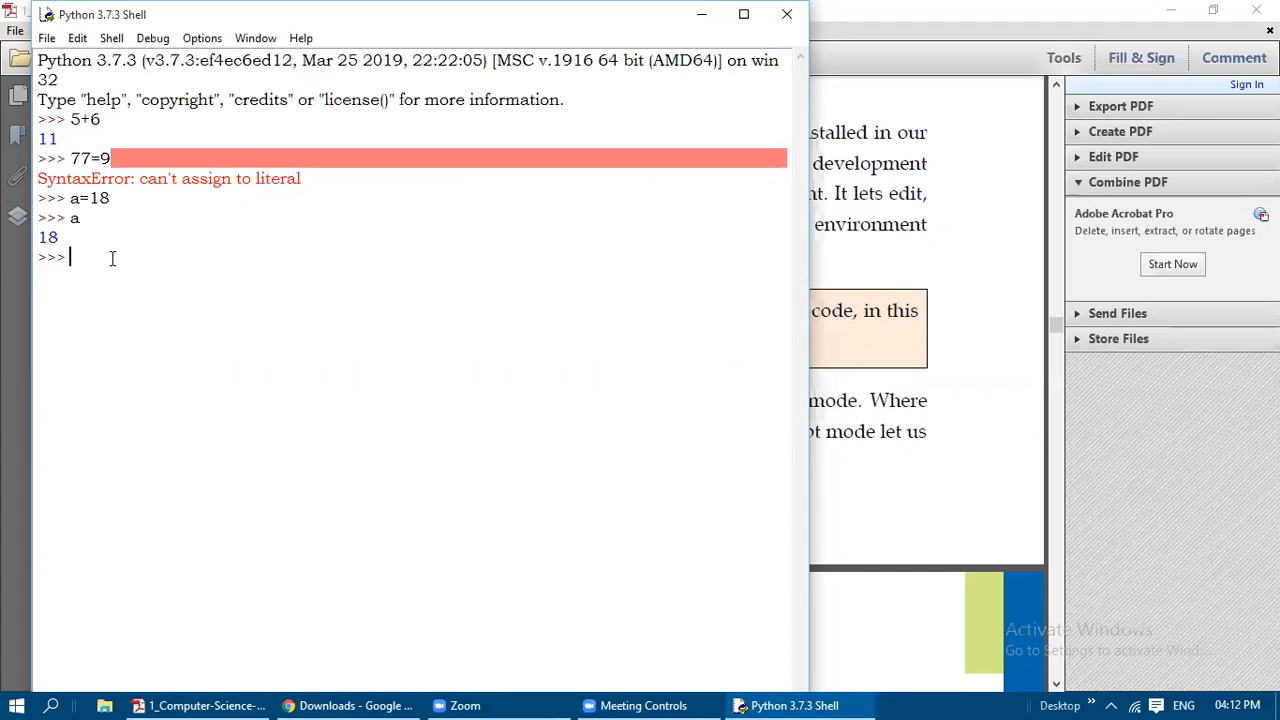 Python 3.7.3 Shell
File Edit Shell Debug Options Window Help
Python 3.7.3 (v3.7.3:ef4ec6ed12, Mar 25 2019, 22:22:05) [MSC v.1916 64 bit (AMD64)] on win
32
Type "help", "copyright", "credits" or "license()" for more information.
>>> 5+6
11
>>> 77=9
SyntaxError: can't assign to literal
>>> a=18
>>> a
18
>>>
File
Tools Fill & Sign Comment
Sign In
Export PDF
Create PDF
Edit PDF
Combine PDF
Adobe Acrobat Pro
Delete, insert, extract, or rotate pages
Start Now
Send Files
Store Files
stalled in our
development
nt. It lets edit,
environment
code, in this
mode. Where
pt mode let us
Activate Windows
1_Computer-Science-... Downloads - Google ... Zoom Meeting Controls Python 3.7.3 Shell Desktop ENG 04:12 PM